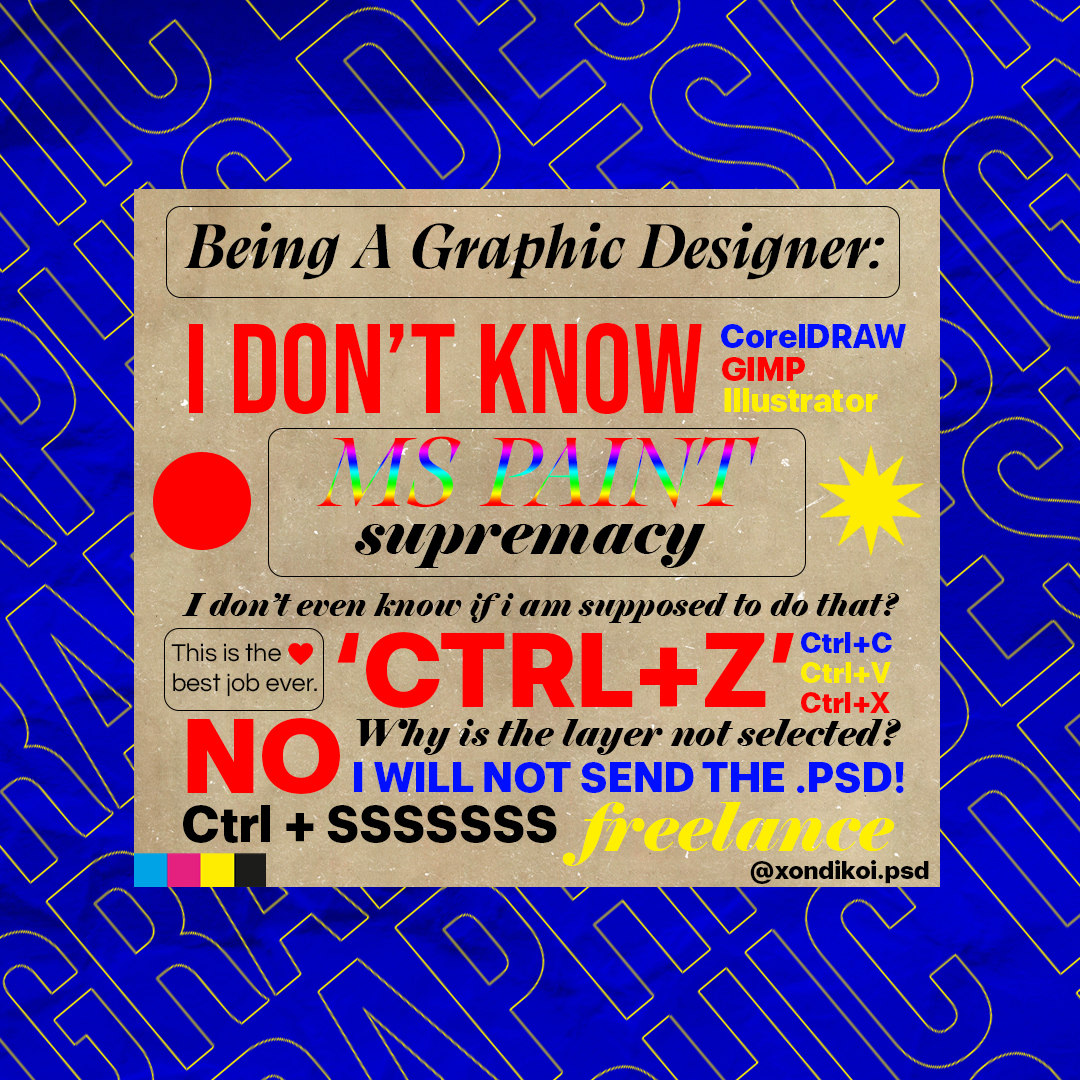 Being A Graphic Designer:
I DON’T KNOW
CorelDRAW
GIMP
Illustrator
MS PAINT
supremacy
I don’t even know if i am supposed to do that?
This is the ❤
best job ever.
‘CTRL+Z’
Ctrl+C
Ctrl+V
Ctrl+X
NO
Why is the layer not selected?
I WILL NOT SEND THE .PSD!
Ctrl + SSSSSSS
freelance
@xondikoi.psd
GRAPHIC DESIGN